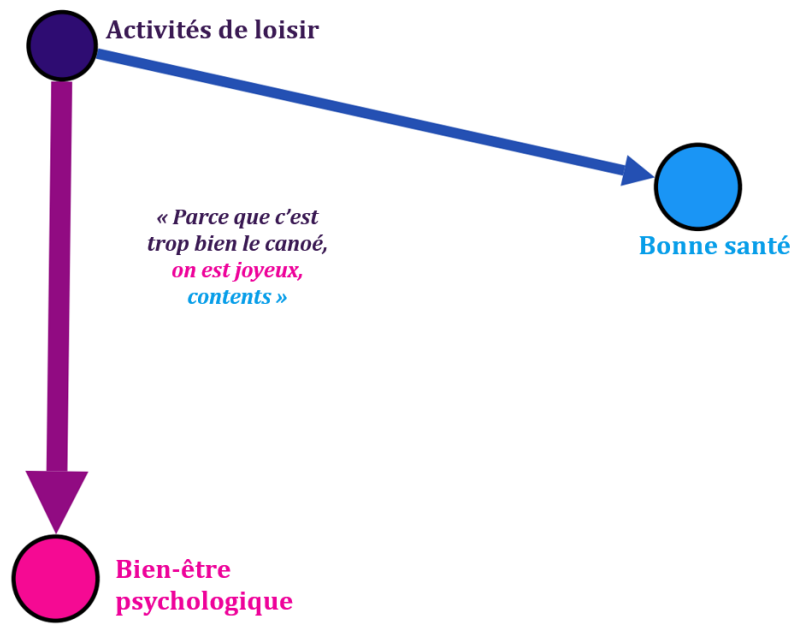 Activités de loisir
« Parce que c’est
trop bien le canoé,
on est joyeux,
contents »
Bonne santé
Bien-être
psychologique